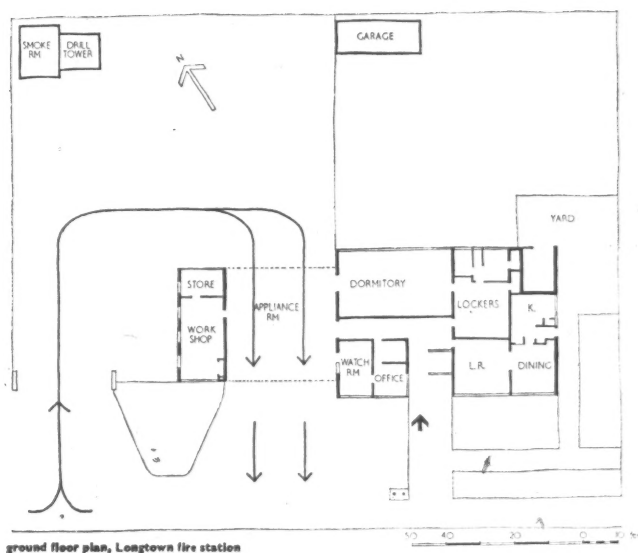 SMOKE
RM
DRILL
TOWER
GARAGE
N
YARD
STORE
DORMITORY
APPLIANCE
RM
LOCKERS
K.
WORK
SHOP
WATCH
RM
OFFICE
L.R.
DINING
50 40 20 10
ground floor plan, Longtown fire station